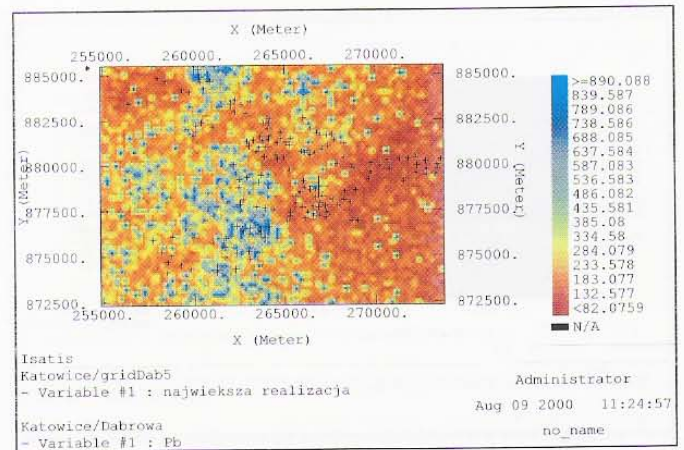 X (Meter)
255000. 260000. 265000. 270000.
885000. 885000.
882500. 882500.
880000. 880000.
877500. 877500.
875000. 875000.
872500. 872500.
Y (Meter)
Y (Meter)
255000. 260000. 265000. 270000.
X (Meter)
>=890.088
839.587
789.086
738.586
688.085
637.584
587.083
536.583
486.082
435.581
385.08
334.58
284.079
233.578
183.077
132.577
<82.0759
N/A
Isatis
Katowice/gridDab5
- Variable #1 : najwieksza realizacja
Katowice/Dabrowa
- Variable #1 : Pb
Administrator
Aug 09 2000 11:24:57
no_name